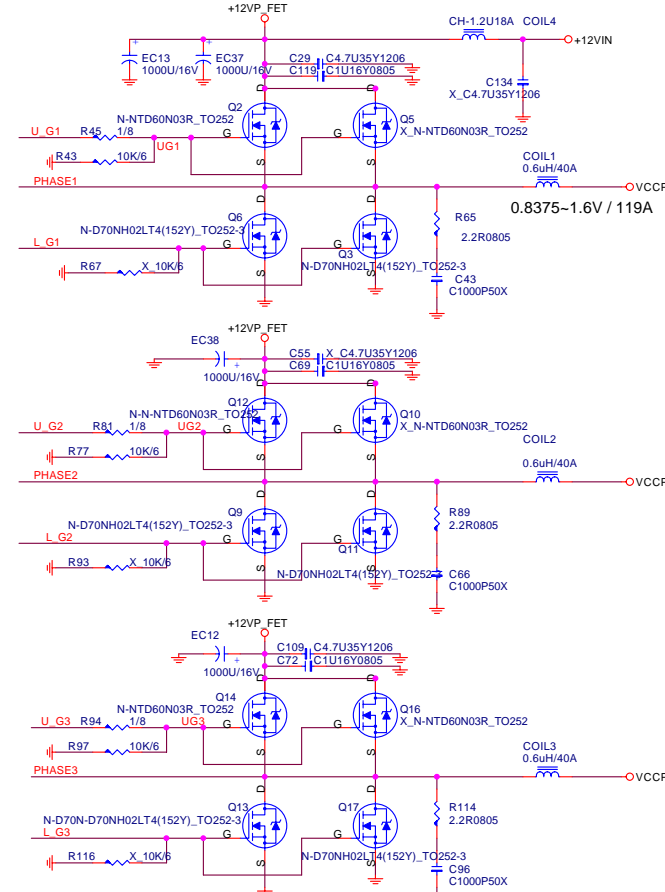 +12VP_FET
CH-1.2U18A COIL4
+12VIN
EC13
1000U/16V
EC37
1000U/16V
C29 C4.7U35Y1206
C119 C1U16Y0805
C134
X_C4.7U35Y1206
D D
Q2
N-NTD60N03R_TO252
Q5
X_N-NTD60N03R_TO252
U_G1 R45 1/8
UG1
G G
R43 10K/6
S S
PHASE1
COIL1
0.6uH/40A
VCCP
0.8375~1.6V / 119A
D D
Q6
N-D70NH02LT4(152Y)_TO252-3
L_G1
G G
R67 X_10K/6
Q3
N-D70NH02LT4(152Y)_TO252-3
S S
R65
2.2R0805
C43
C1000P50X
+12VP_FET
EC38
+
1000U/16V
C55 X_C4.7U35Y1206
C69 C1U16Y0805
D D
Q12
N-N-NTD60N03R_TO252
Q10
X_N-NTD60N03R_TO252
U_G2 R81 1/8 UG2
G G
R77 10K/6
S S
PHASE2
COIL2
0.6uH/40A
VCCP
D D
Q9
N-D70NH02LT4(152Y)_TO252-3
L_G2
G G
R93 X_10K/6
Q11
N-D70NH02LT4(152Y)_TO252-3
S S
R89
2.2R0805
C66
C1000P50X
+12VP_FET
EC12
+
1000U/16V
C109 C4.7U35Y1206
C72 C1U16Y0805
D D
Q14
N-NTD60N03R_TO252
Q16
X_N-NTD60N03R_TO252
U_G3 R94 1/8 UG3
G G
R97 10K/6
S S
PHASE3
COIL3
0.6uH/40A
VCCP
D D
Q13
N-D70N-D70NH02LT4(152Y)_TO252-3
L_G3
G G
R116 X_10K/6
Q17
N-D70NH02LT4(152Y)_TO252-3
S S
R114
2.2R0805
C96
C1000P50X